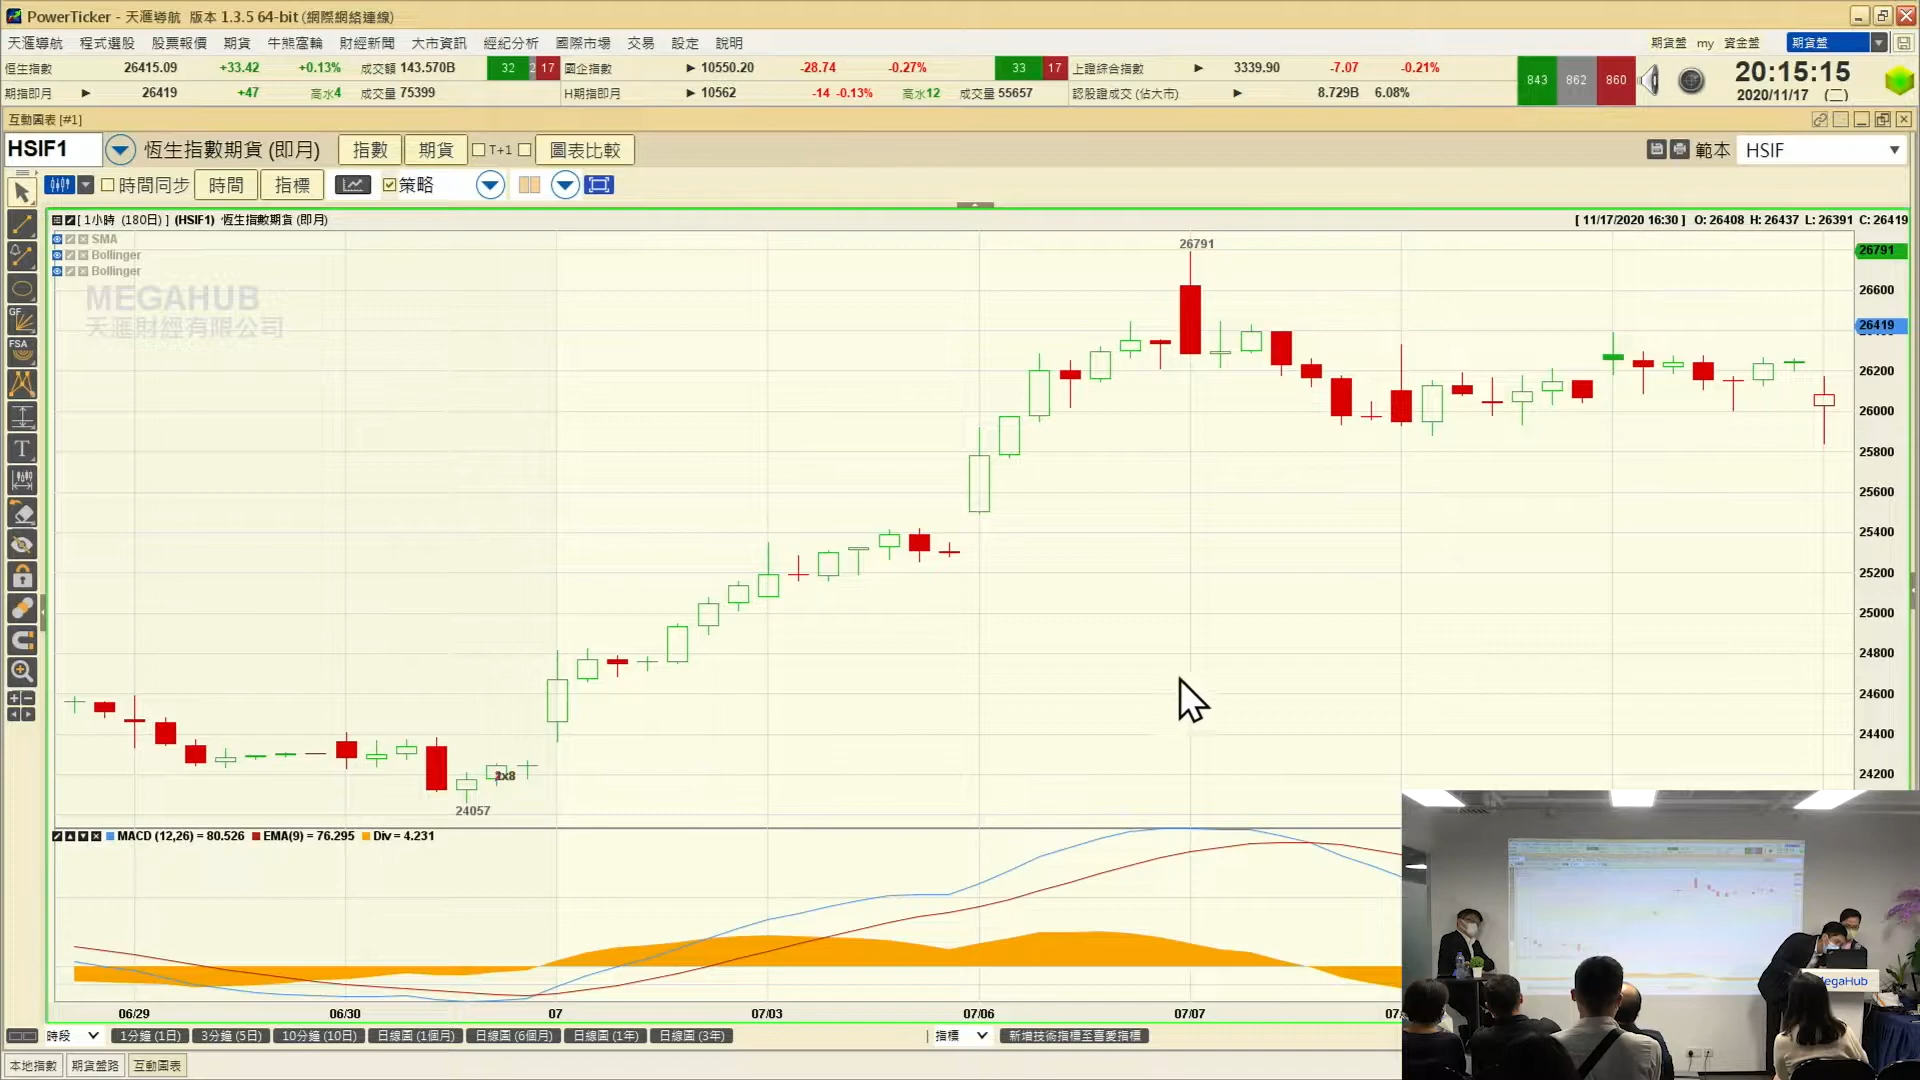 PowerTicker - 天滙導航 版本 1.3.5 64-bit (網際網絡連線)
天滙導航 程式選股 股票報價 期貨 牛熊窩輪 財經新聞 大市資訊 經紀分析 國際市場 交易 設定 說明 期貨盤 my 資金盤 期貨盤
恒生指數 26415.09 +33.42 +0.13% 成交額 143.570B 32 2 17 國企指數 10550.20 -28.74 -0.27% 33 17 上證綜合指數 3339.90 -7.07 -0.21% 843 862 860 20:15:15
期指即月 26419 +47 高水4 成交量 75399 H期指即月 10562 -14 -0.13% 高水12 成交量 55657 認股證成交 (佔大市) 8.729B 6.08% 2020/11/17 (二)
互動圖表 [#1]
HSIF1 恆生指數期貨 (即月) 指數 期貨 T+1 圖表比較 範本 HSIF
時間同步 時間 指標 策略
[ 1小時 (180日) ] (HSIF1) 恆生指數期貨 (即月) [ 11/17/2020 16:30 ] O: 26408 H: 26437 L: 26391 C: 26419
SMA
Bollinger
Bollinger
MEGAHUB
天滙財經有限公司
GF
FSA
T
26791
26791
26600
26419
26200
26000
25800
25600
25400
25200
25000
24800
24600
24400
24200
24057
MACD (12,26) = 80.526 EMA(9) = 76.295 Div = 4.231
06/29 06/30 07 07/03 07/06 07/07
時段 1分鐘 (1日) 3分鐘 (5日) 10分鐘 (10日) 日線圖 (1個月) 日線圖 (6個月) 日線圖 (1年) 日線圖 (3年) 指標 新增技術指標至喜愛指標
本地指數 期貨盤路 互動圖表
MegaHub